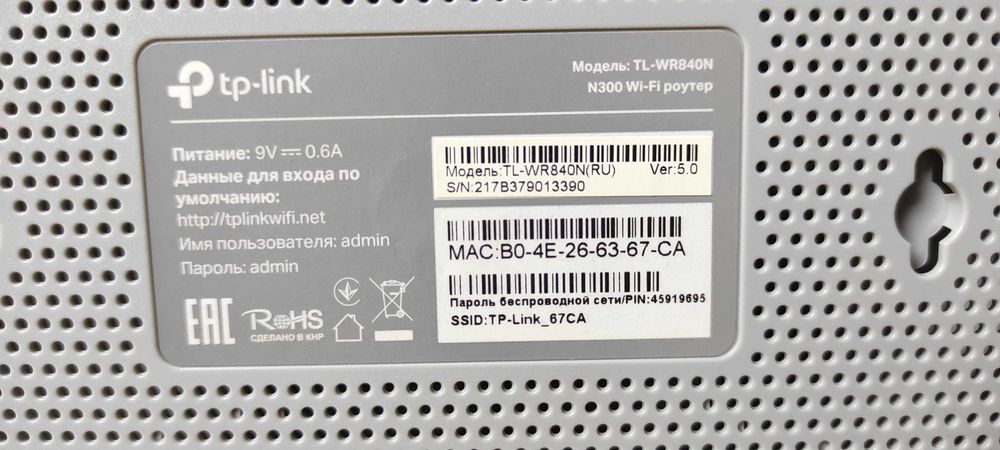 tp-link
Модель: TL-WR840N
N300 Wi-Fi роутер
Питание: 9V 0.6A
Данные для входа по
умолчанию:
http://tplinkwifi.net
Имя пользователя: admin
Пароль: admin
Модель:TL-WR840N(RU) Ver:5.0
S/N:217B379013390
MAC:B0-4E-26-63-67-CA
Пароль беспроводной сети/PIN:45919695
SSID:TP-Link_67CA
EAC
RoHS
СДЕЛАНО В КНР